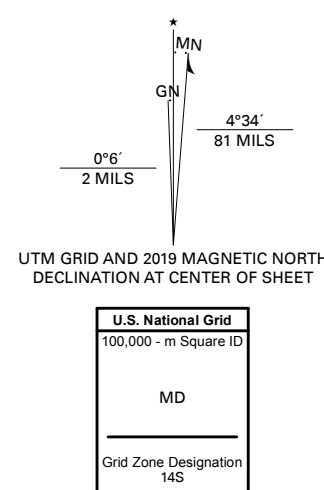 ★
MN
GN
4°34´
81 MILS
0°6´
2 MILS
UTM GRID AND 2019 MAGNETIC NORTH
DECLINATION AT CENTER OF SHEET
U.S. National Grid
100,000 - m Square ID
MD
Grid Zone Designation
14S